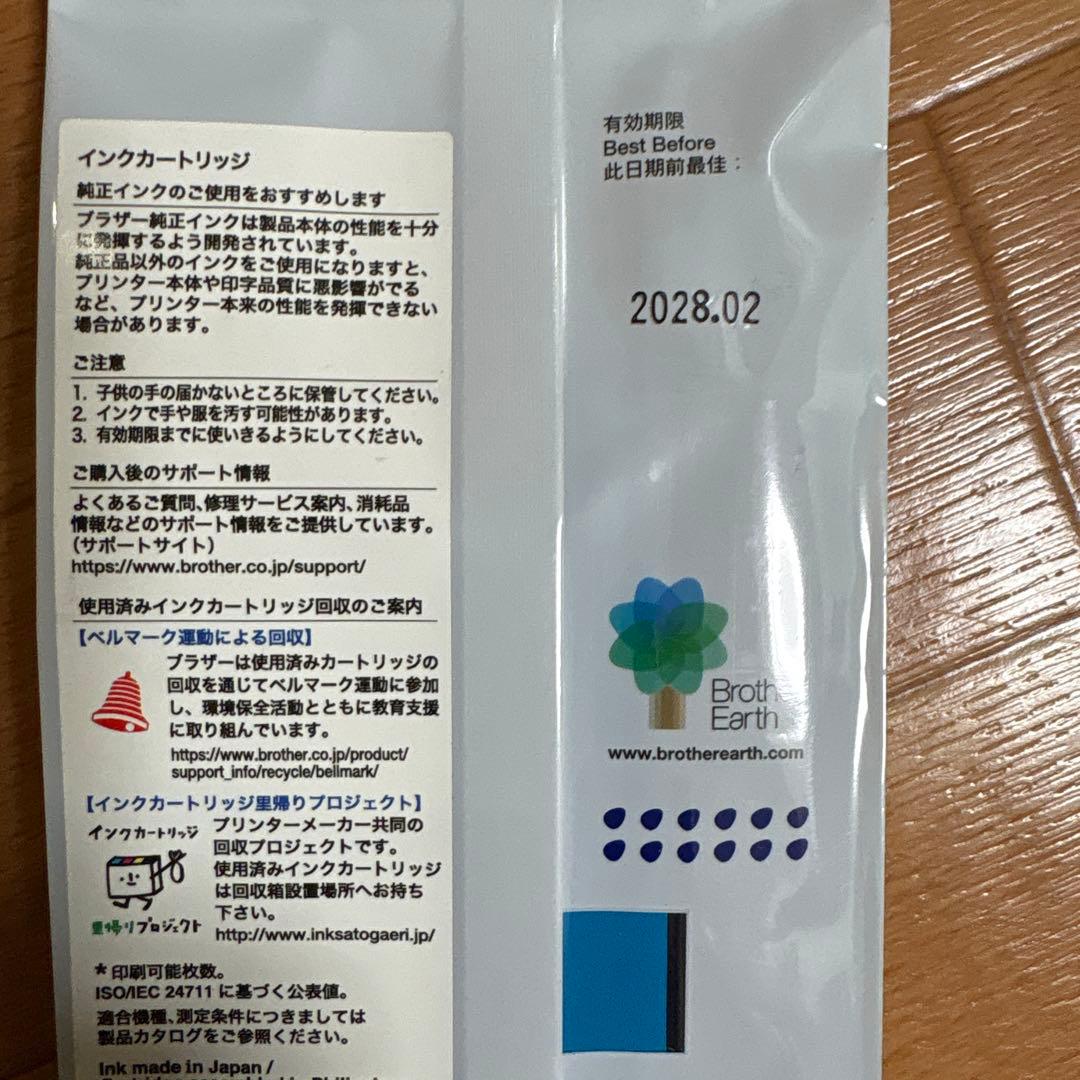 インクカートリッジ
純正インクのご使用をおすすめします
ブラザー純正インクは製品本体の性能を十分
に発揮するよう開発されています。
純正品以外のインクをご使用になりますと、
プリンター本体や印字品質に悪影響がでる
など、プリンター本来の性能を発揮できない
場合があります。
ご注意
1. 子供の手の届かないところに保管してください。
2. インクで手や服を汚す可能性があります。
3. 有効期限までに使いきるようにしてください。
ご購入後のサポート情報
よくあるご質問、修理サービス案内、消耗品
情報などのサポート情報をご提供しています。
（サポートサイト）
https://www.brother.co.jp/support/
使用済みインクカートリッジ回収のご案内
【ベルマーク運動による回収】
ブラザーは使用済みカートリッジの
回収を通じてベルマーク運動に参加
し、環境保全活動とともに教育支援
に取り組んでいます。
https://www.brother.co.jp/product/
support_info/recycle/bellmark/
【インクカートリッジ里帰りプロジェクト】
インクカートリッジ
里帰りプロジェクト
プリンターメーカー共同の
回収プロジェクトです。
使用済みインクカートリッジ
は回収箱設置場所へお持ち
下さい。
http://www.inksatogaeri.jp/
*印刷可能枚数。
ISO/IEC 24711 に基づく公表値。
適合機種、測定条件につきましては
製品カタログをご参照ください。
Ink made in Japan /
有効期限
Best Before
此日期前最佳：
2028.02
Earth
www.brotherearth.com